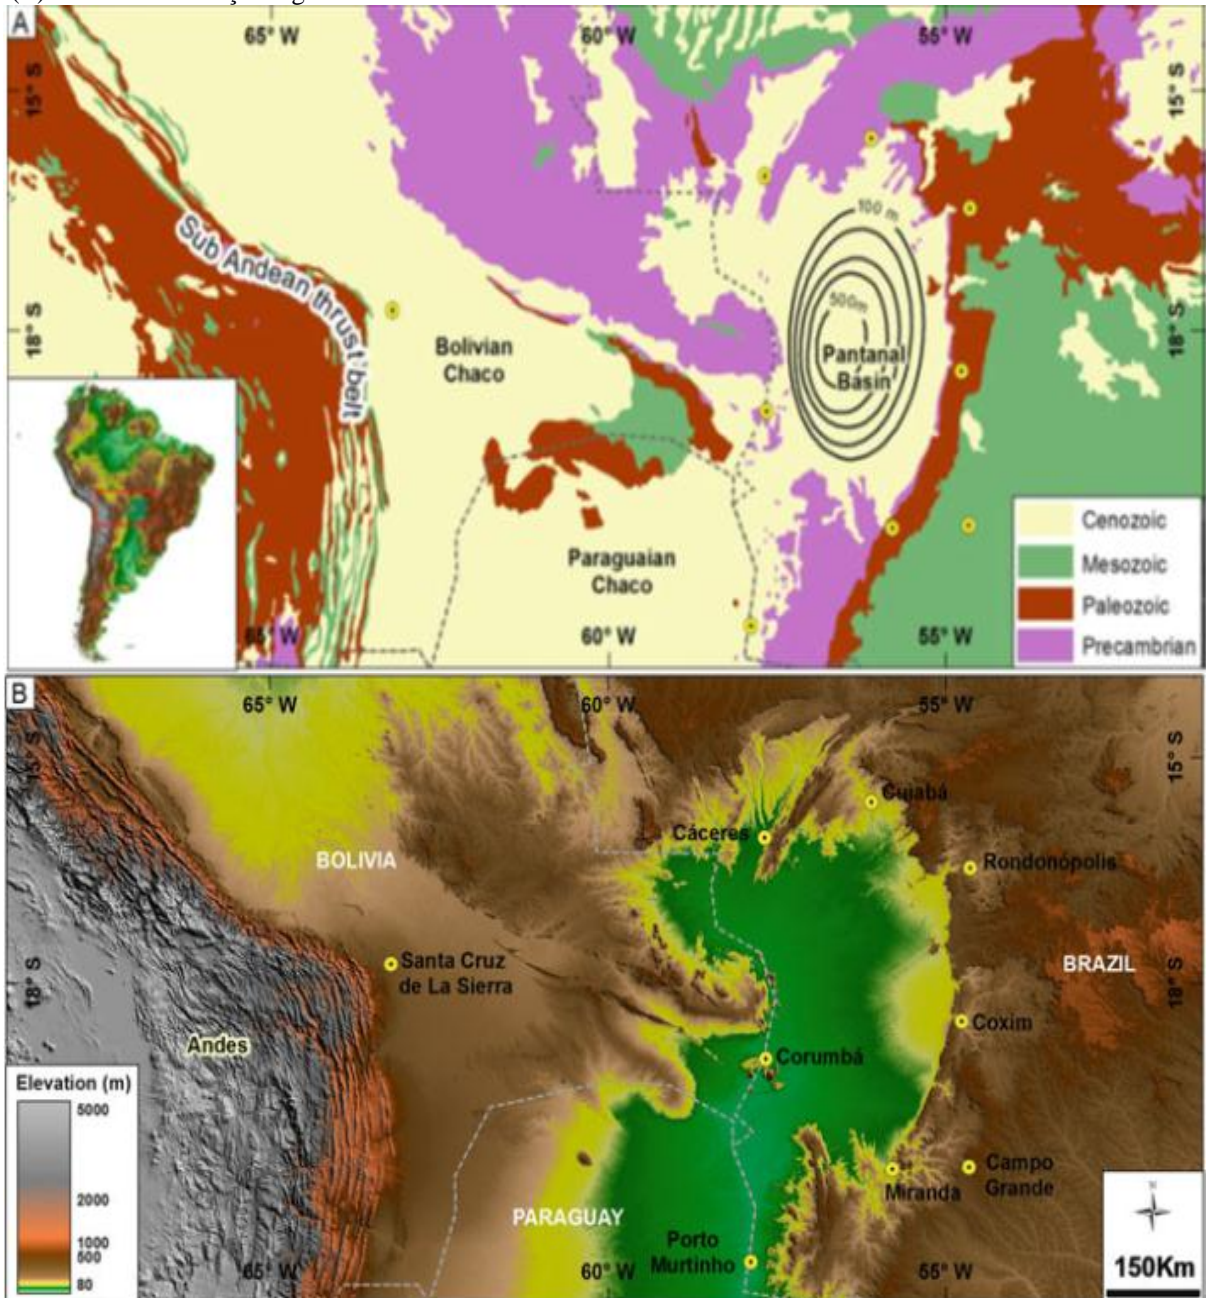 A
65° W
60° W
55° W
15° S
15° S
Sub Andean thrust belt
100 m
500m
18° S
18° S
Bolivian
Chaco
Pantanal
Basin
Paraguaian
Chaco
65° W
60° W
55° W
Cenozoic
Mesozoic
Paleozoic
Precambrian
B
65° W
60° W
55° W
15° S
15° S
Cuiabá
Cáceres
BOLIVIA
Rondonópolis
Santa Cruz
de La Sierra
18° S
18° S
BRAZIL
Coxim
Andes
Corumbá
Elevation (m)
5000
2000
1000
500
80
Campo
Grande
Miranda
PARAGUAY
Porto
Murtinho
65° W
60° W
55° W
N
150Km